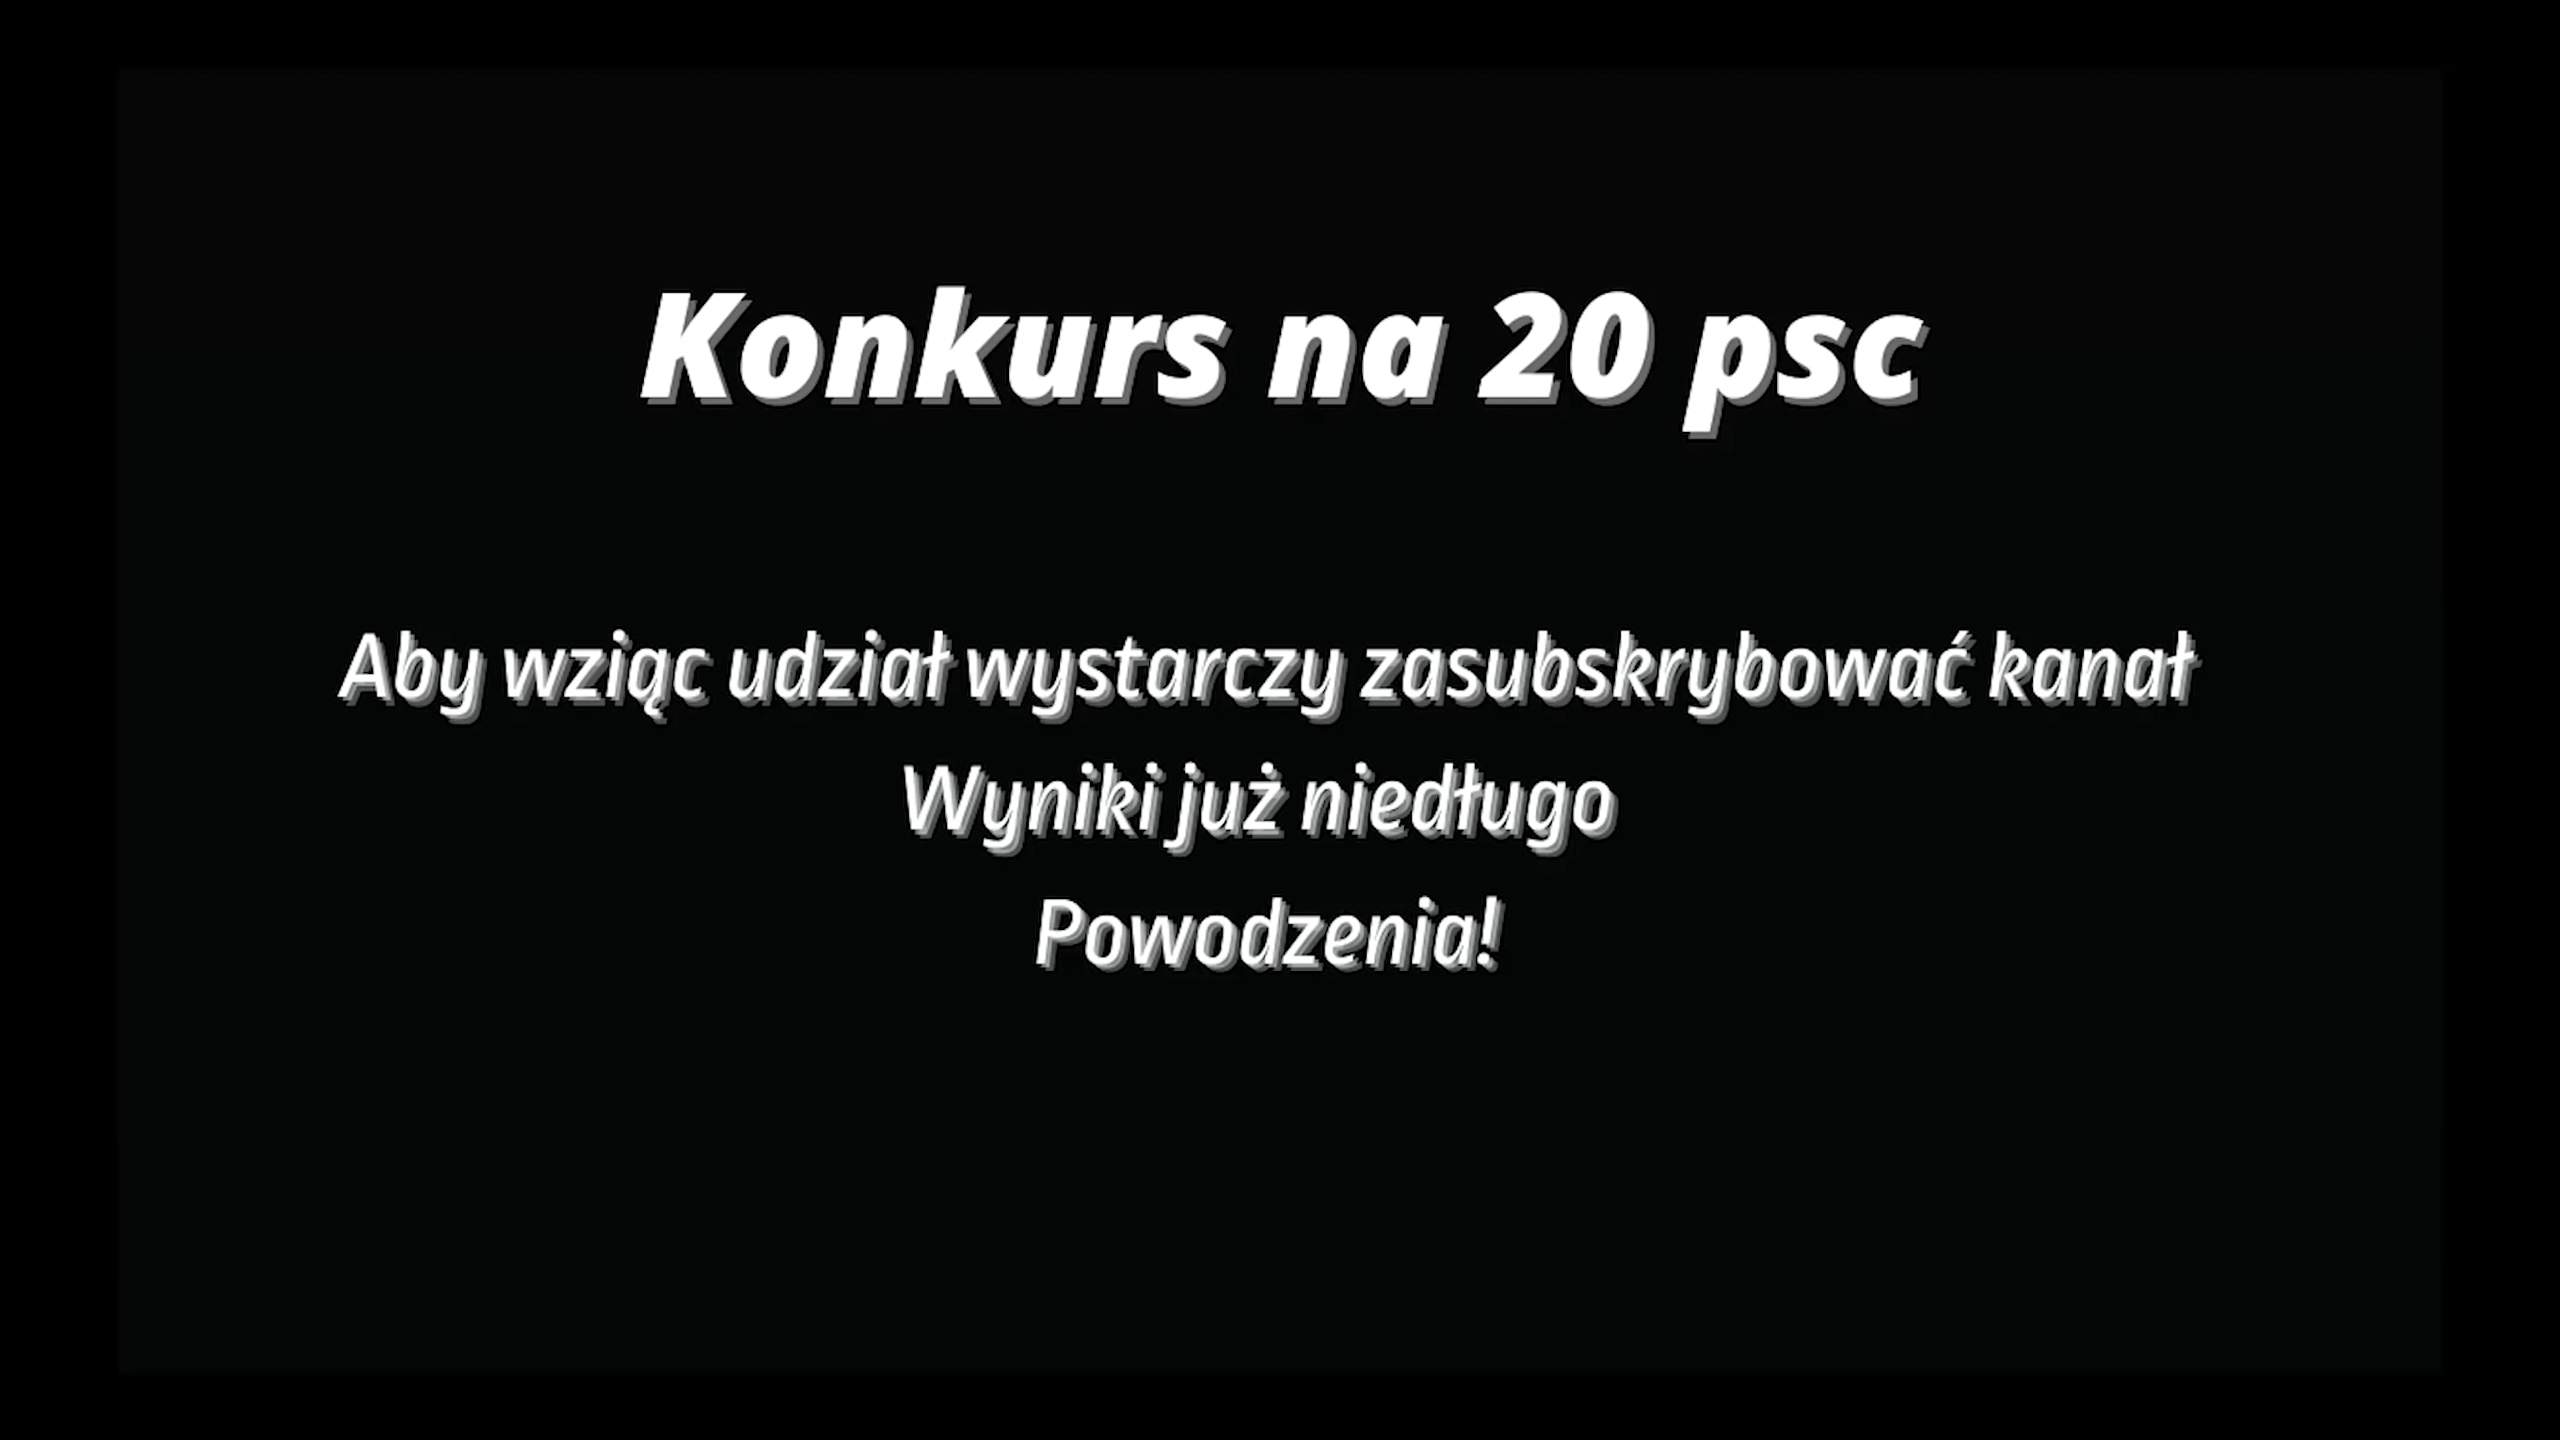 Konkurs na 20 psc
Aby wziąc udział wystarczy zasubskrybować kanał
Wyniki już niedługo
Powodzenia!